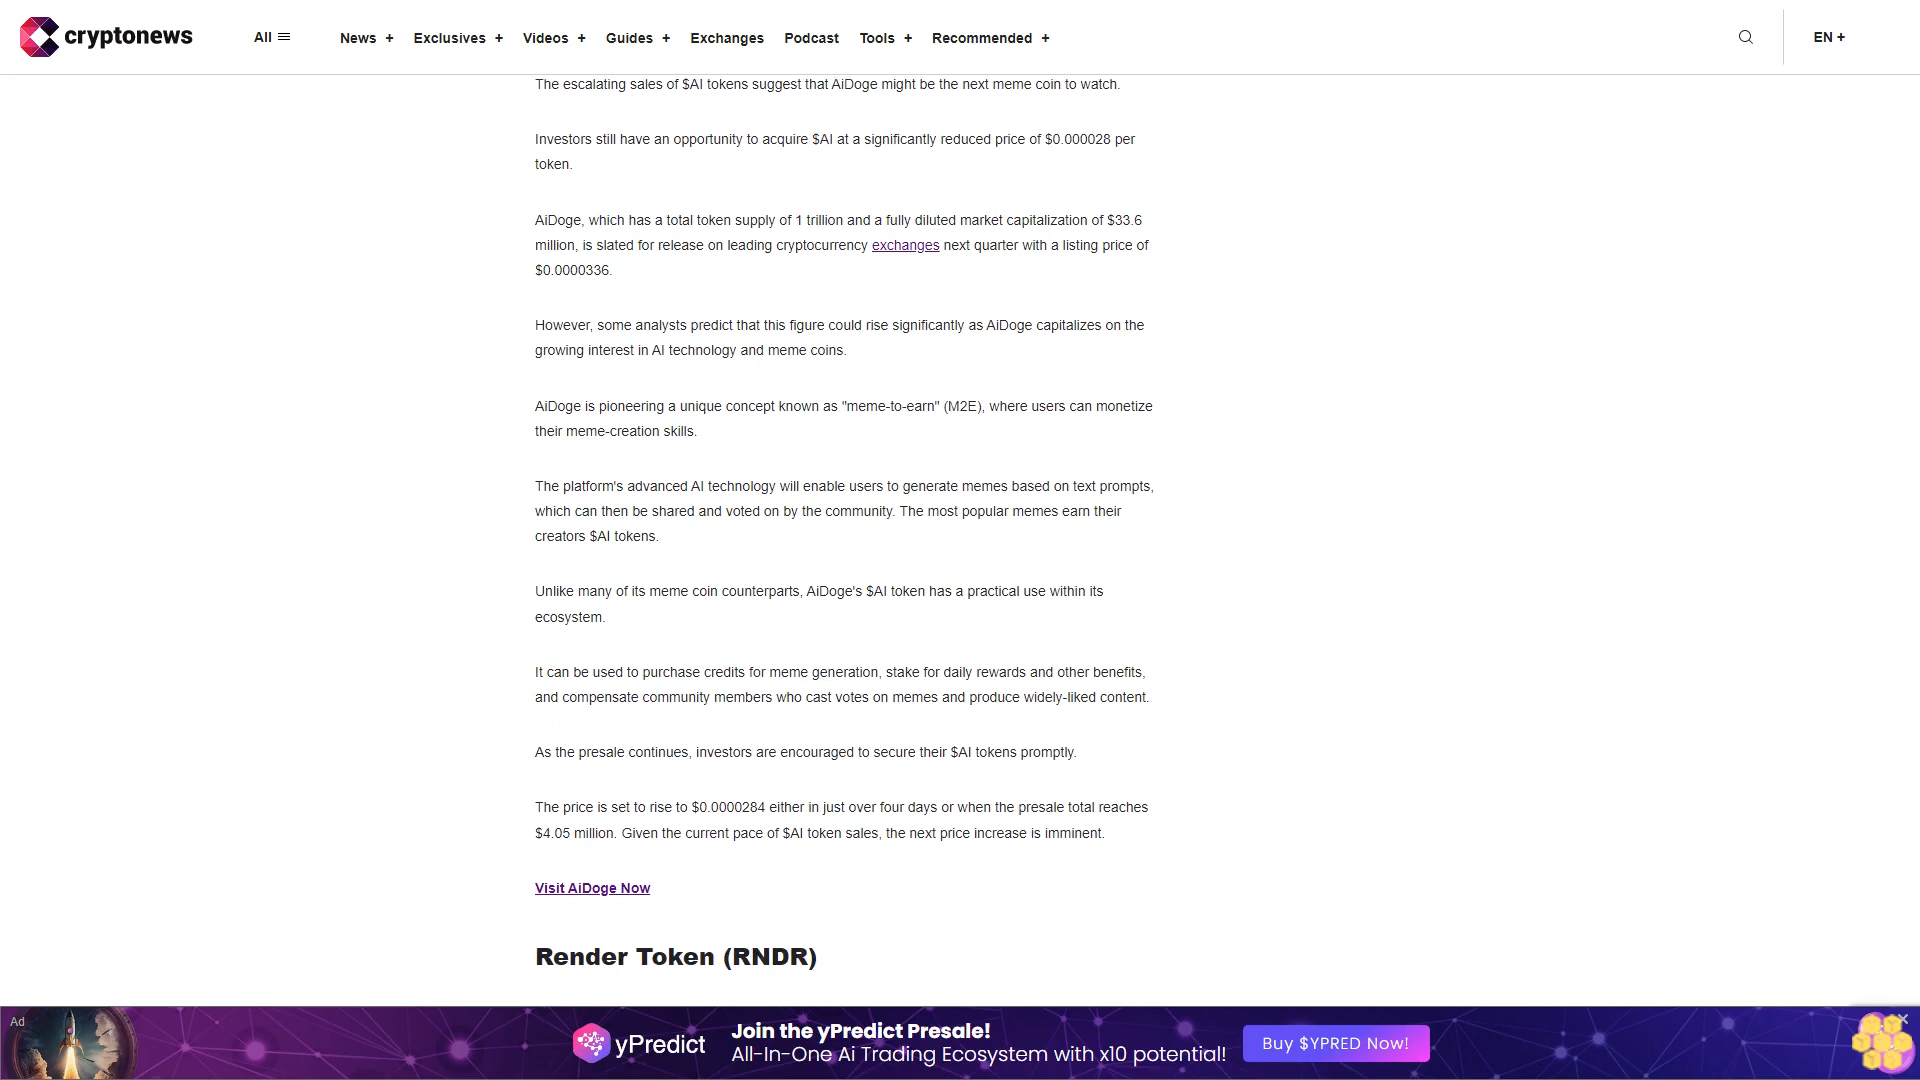 cryptonews
All
News +
Exclusives +
Videos +
Guides +
Exchanges
Podcast
Tools +
Recommended +
EN +
The escalating sales of $AI tokens suggest that AiDoge might be the next meme coin to watch.
Investors still have an opportunity to acquire $AI at a significantly reduced price of $0.000028 per
token.
AiDoge, which has a total token supply of 1 trillion and a fully diluted market capitalization of $33.6
million, is slated for release on leading cryptocurrency exchanges next quarter with a listing price of
$0.0000336.
However, some analysts predict that this figure could rise significantly as AiDoge capitalizes on the
growing interest in AI technology and meme coins.
AiDoge is pioneering a unique concept known as "meme-to-earn" (M2E), where users can monetize
their meme-creation skills.
The platform's advanced AI technology will enable users to generate memes based on text prompts,
which can then be shared and voted on by the community. The most popular memes earn their
creators $AI tokens.
Unlike many of its meme coin counterparts, AiDoge's $AI token has a practical use within its
ecosystem.
It can be used to purchase credits for meme generation, stake for daily rewards and other benefits,
and compensate community members who cast votes on memes and produce widely-liked content.
As the presale continues, investors are encouraged to secure their $AI tokens promptly.
The price is set to rise to $0.0000284 either in just over four days or when the presale total reaches
$4.05 million. Given the current pace of $AI token sales, the next price increase is imminent.
Visit AiDoge Now
Render Token (RNDR)
Ad
yPredict
Join the yPredict Presale!
All-In-One Ai Trading Ecosystem with x10 potential!
Buy $YPRED Now!